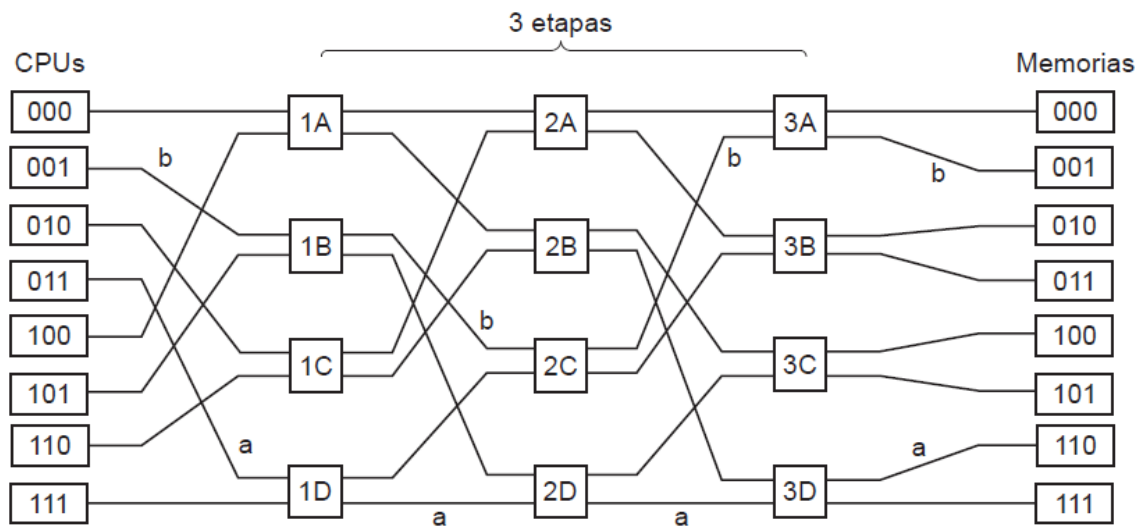 3 etapas
CPUs Memorias
000 1A 2A 3A 000
b b
001 b 001
010 1B 2B 3B 010
011 011
b
100 1C 2C 3C 100
101 101
110 a a 110
111 1D 2D 3D 111
a a